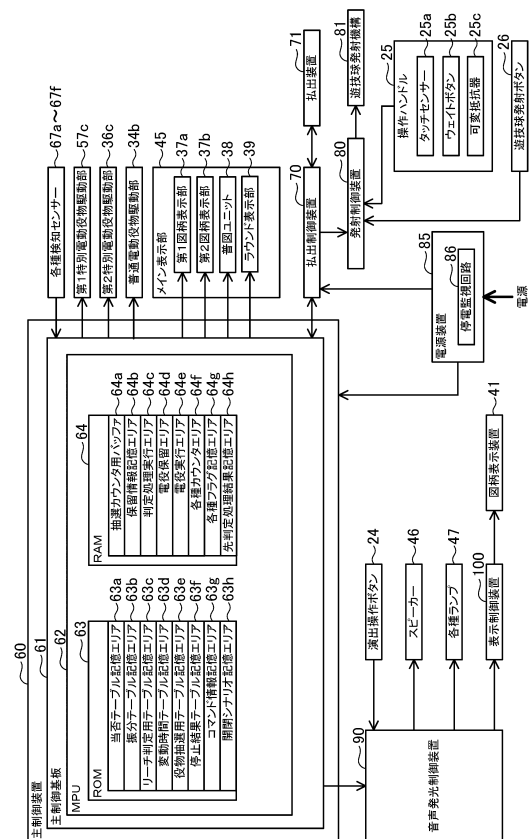 主制御装置 60
主制御基板 61
MPU 62
ROM 63
当否テーブル記憶エリア 63a
振分テーブル記憶エリア 63b
リーチ判定用テーブル記憶エリア 63c
変動時間テーブル記憶エリア 63d
役物抽選用テーブル記憶エリア 63e
停止結果テーブル記憶エリア 63f
コマンド情報記憶エリア 63g
開閉シナリオ記憶エリア 63h
RAM 64
抽選カウンタ用バッファ 64a
保留情報記憶エリア 64b
判定処理実行エリア 64c
電役保留エリア 64d
電役実行エリア 64e
各種カウンタエリア 64f
各種フラグ記憶エリア 64g
先判定処理結果記憶エリア 64h
各種検知センサー 67a～67f
第1特別電動役物駆動部 57c
第2特別電動役物駆動部 36c
普通電動役物駆動部 34b
メイン表示部 45
第1図柄表示部 37a
第2図柄表示部 37b
普図ユニット 38
ラウンド表示部 39
払出制御装置 70
払出装置 71
発射制御装置 80
遊技球発射機構 81
操作ハンドル 25
タッチセンサー 25a
ウェイトボタン 25b
可変抵抗器 25c
遊技球発射ボタン 26
電源装置 85
停電監視回路 86
電源
音声発光制御装置 90
演出操作ボタン 24
スピーカー 46
各種ランプ 47
表示制御装置 100
図柄表示装置 41